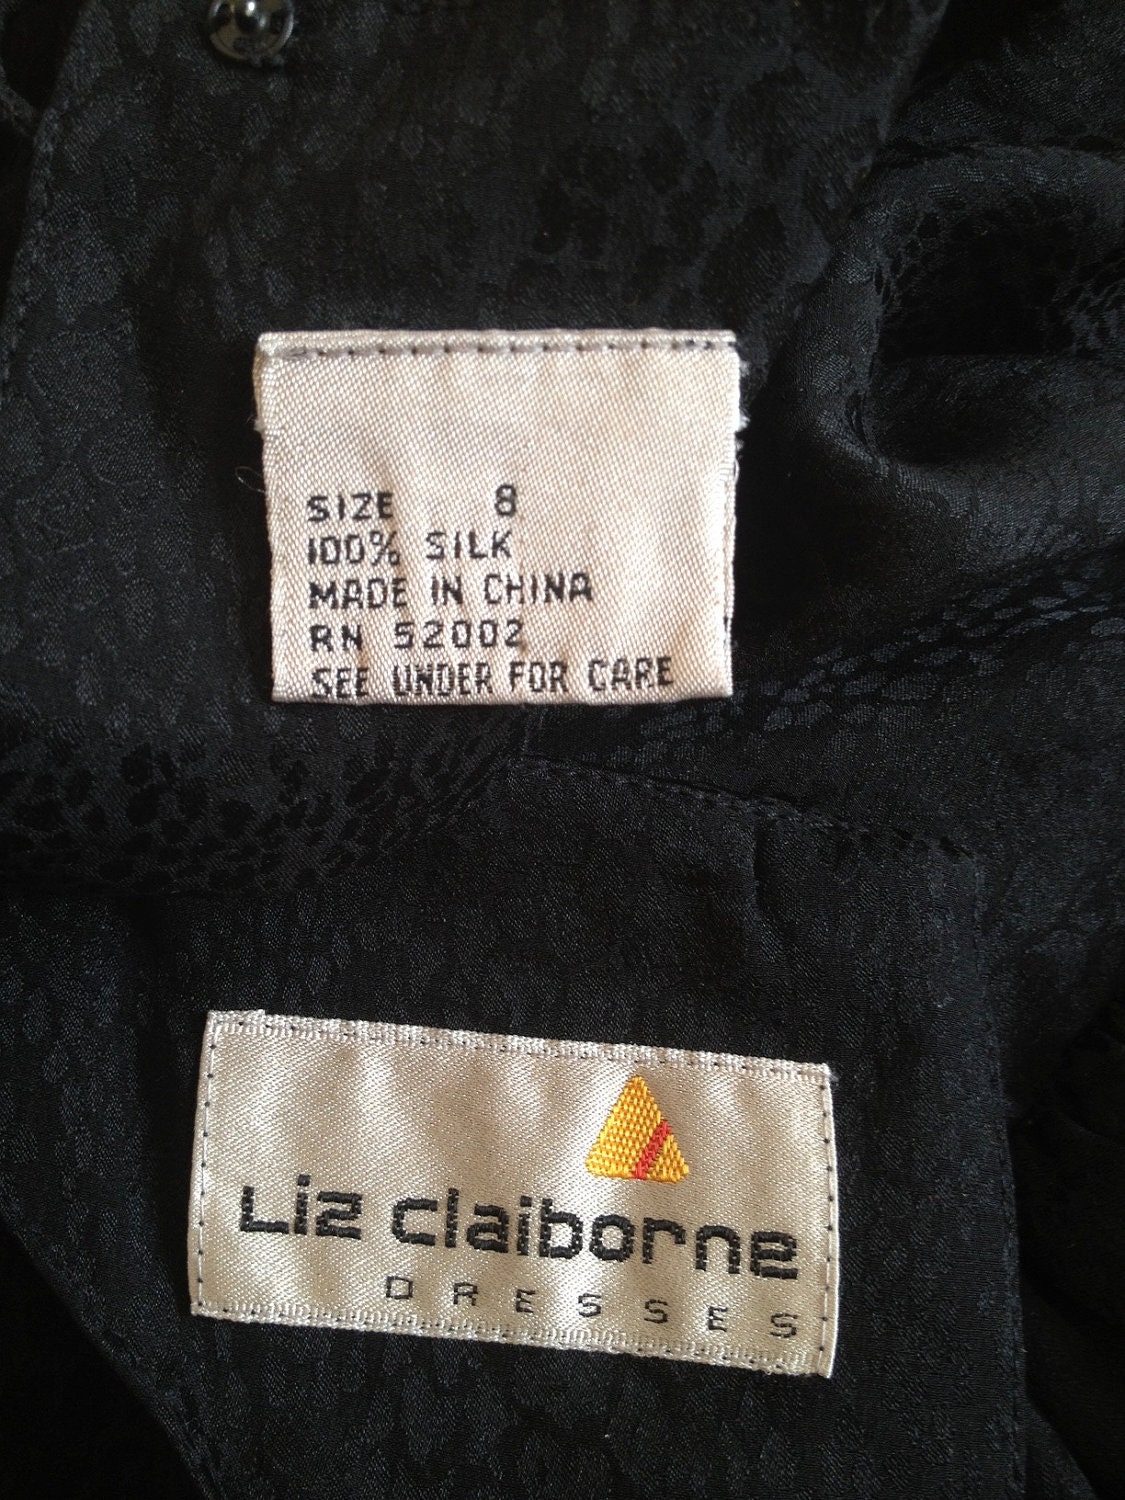 SIZE 8
100% SILK
MADE IN CHINA
RN 52002
SEE UNDER FOR CARE
Liz claiborne
DRESSES